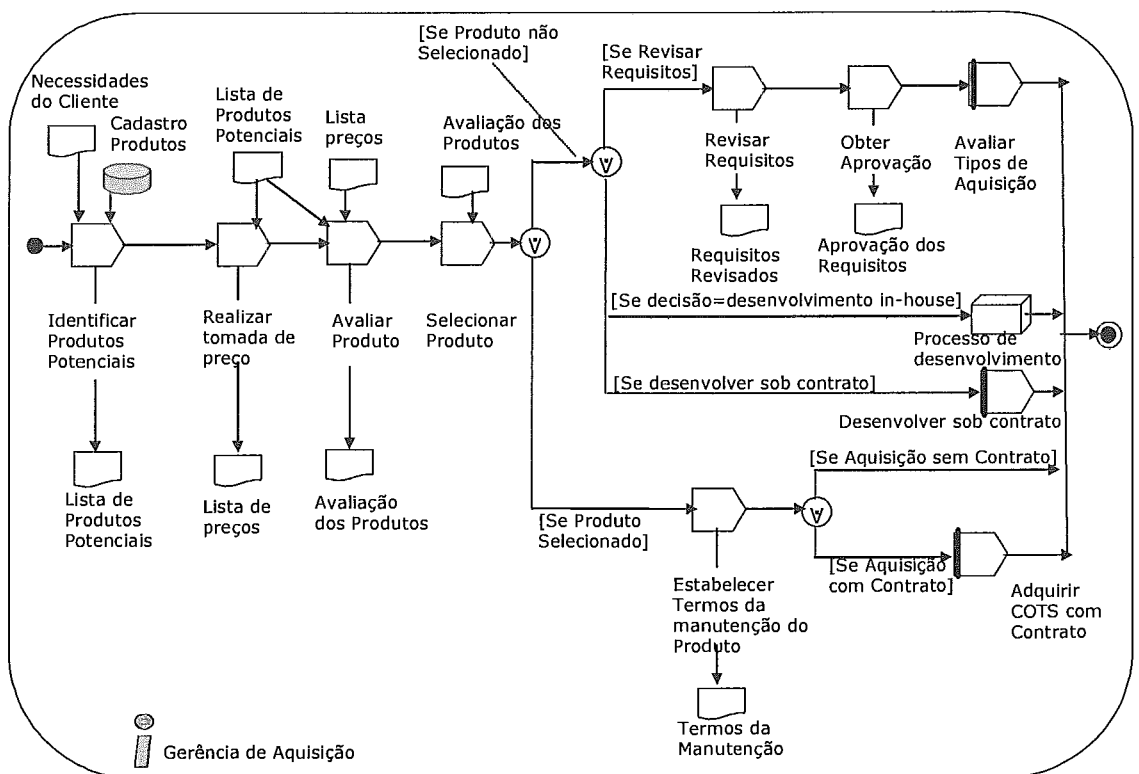 [Se Produto não
Selecionado]
[Se Revisar
Requisitos]
Necessidades
do Cliente
Cadastro
Produtos
Lista de
Produtos
Potenciais
Lista
preços
Avaliação dos
Produtos
Revisar
Requisitos
Obter
Aprovação
Avaliar
Tipos de
Aquisição
V
V
Requisitos
Revisados
Aprovação dos
Requisitos
[Se decisão=desenvolvimento in-house]
Identificar
Produtos
Potenciais
Realizar
tomada de
preço
Avaliar
Produto
Selecionar
Produto
Processo de
desenvolvimento
[Se desenvolver sob contrato]
Desenvolver sob contrato
[Se Aquisição sem Contrato]
Lista de
Produtos
Potenciais
Lista de
preços
Avaliação
dos Produtos
[Se Produto
Selecionado]
V
[Se Aquisição
com Contrato]
Estabelecer
Termos da
manutenção do
Produto
Adquirir
COTS com
Contrato
Termos da
Manutenção
Gerência de Aquisição